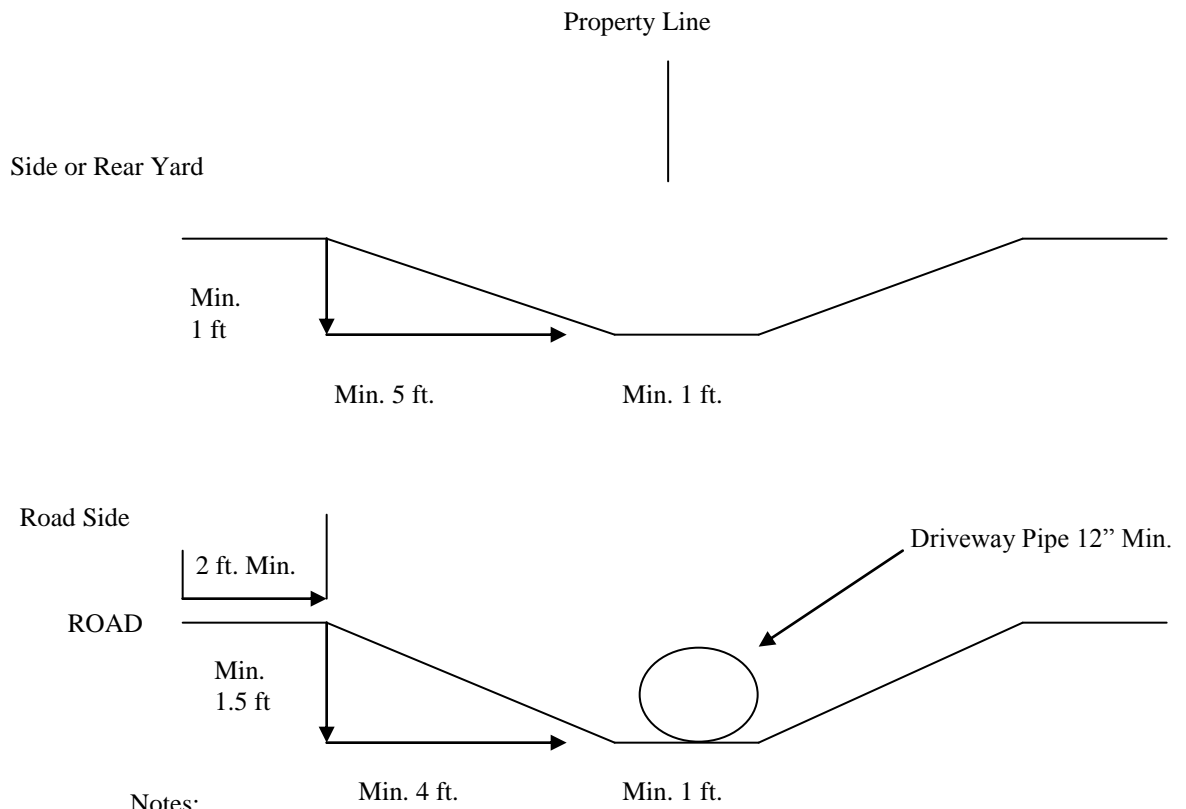 Property Line
Side or Rear Yard
Min.
1 ft
Min. 5 ft.
Min. 1 ft.
Road Side
2 ft. Min.
Driveway Pipe 12” Min.
ROAD
Min.
1.5 ft
Min. 4 ft.
Min. 1 ft.
Notes: